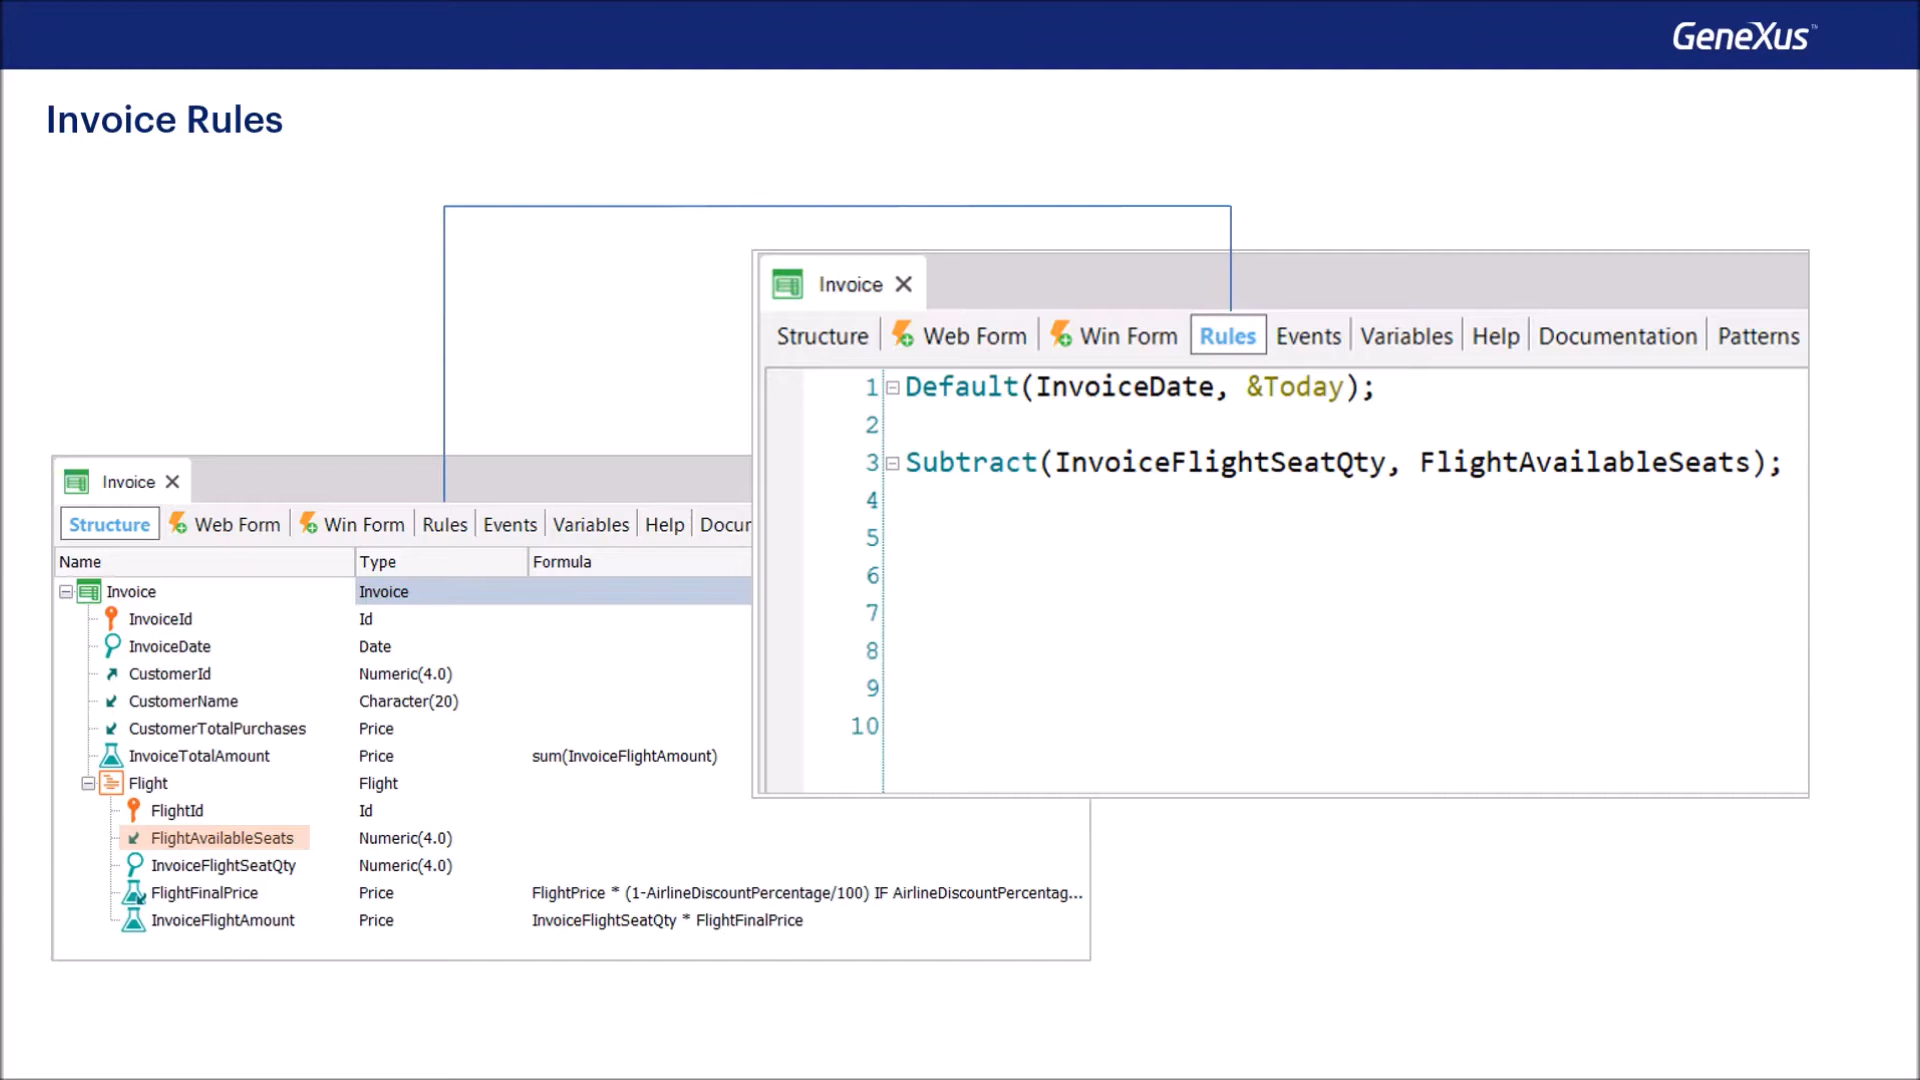 GeneXus™
Invoice Rules
Invoice
Structure Web Form Win Form Rules Events Variables Help Documentation Patterns
1 Default(InvoiceDate, &Today);
2
3 Subtract(InvoiceFlightSeatQty, FlightAvailableSeats);
4
5
6
7
8
9
10
Invoice
Structure Web Form Win Form Rules Events Variables Help Docur
Name Type Formula
Invoice Invoice
InvoiceId Id
InvoiceDate Date
CustomerId Numeric(4.0)
CustomerName Character(20)
CustomerTotalPurchases Price
InvoiceTotalAmount Price sum(InvoiceFlightAmount)
Flight Flight
FlightId Id
FlightAvailableSeats Numeric(4.0)
InvoiceFlightSeatQty Numeric(4.0)
FlightFinalPrice Price FlightPrice * (1-AirlineDiscountPercentage/100) IF AirlineDiscountPercentag...
InvoiceFlightAmount Price InvoiceFlightSeatQty * FlightFinalPrice